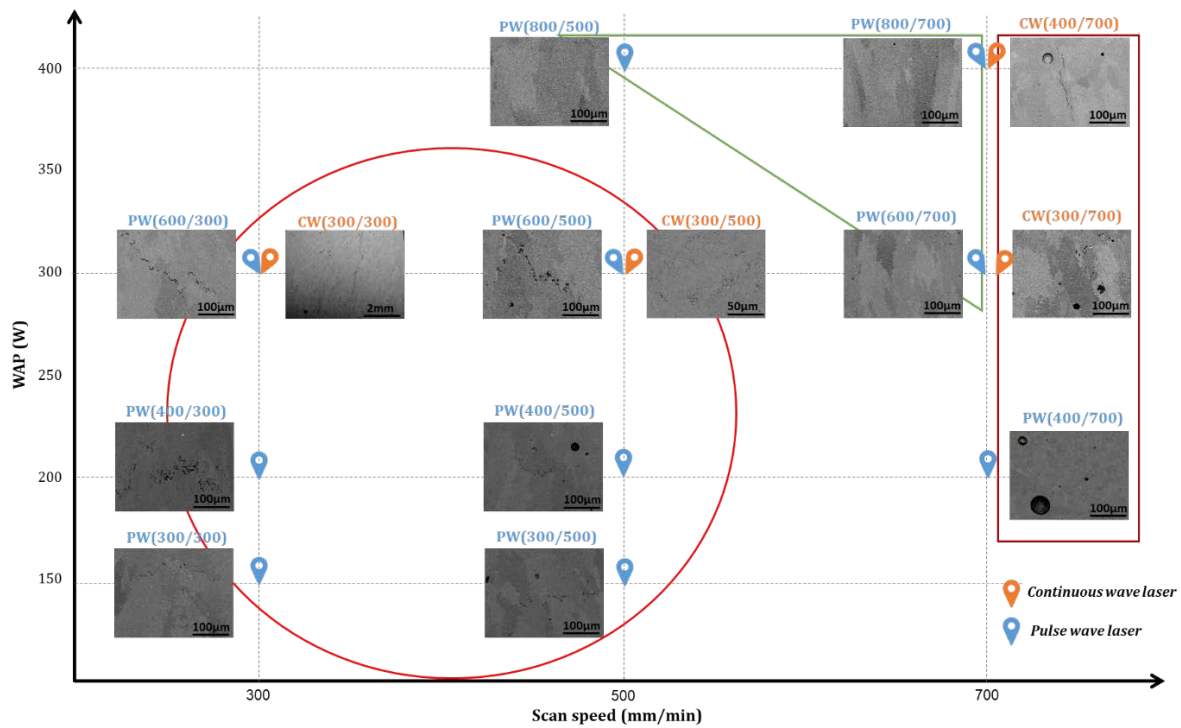 PW(800/500)
PW(800/700)
CW(400/700)
400
100μm
100μm
100μm
350
PW(600/300)
CW(300/300)
PW(600/500)
CW(300/500)
PW(600/700)
CW(300/700)
300
100μm
2mm
100μm
50μm
100μm
100μm
250
WAP (W)
PW(400/300)
PW(400/500)
PW(400/700)
200
100μm
100μm
100μm
PW(300/300)
PW(300/500)
150
100μm
100μm
Continuous wave laser
Pulse wave laser
300
500
700
Scan speed (mm/min)